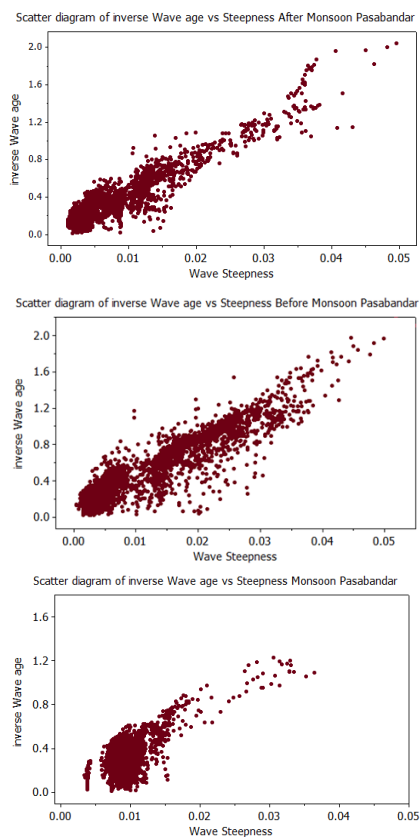 Scatter diagram of inverse Wave age vs Steepness After Monsoon Pasabandar
2.0
1.6
1.2
0.8
0.4
0.0
inverse Wave age
0.00 0.01 0.02 0.03 0.04 0.05
Wave Steepness
Scatter diagram of inverse Wave age vs Steepness Before Monsoon Pasabandar
2.0
1.6
1.2
0.8
0.4
0.0
inverse Wave age
0.00 0.01 0.02 0.03 0.04 0.05
Wave Steepness
Scatter diagram of inverse Wave age vs Steepness Monsoon Pasabandar
1.6
1.2
0.8
0.4
0.0
inverse Wave age
0.00 0.01 0.02 0.03 0.04 0.05
Wave Steepness